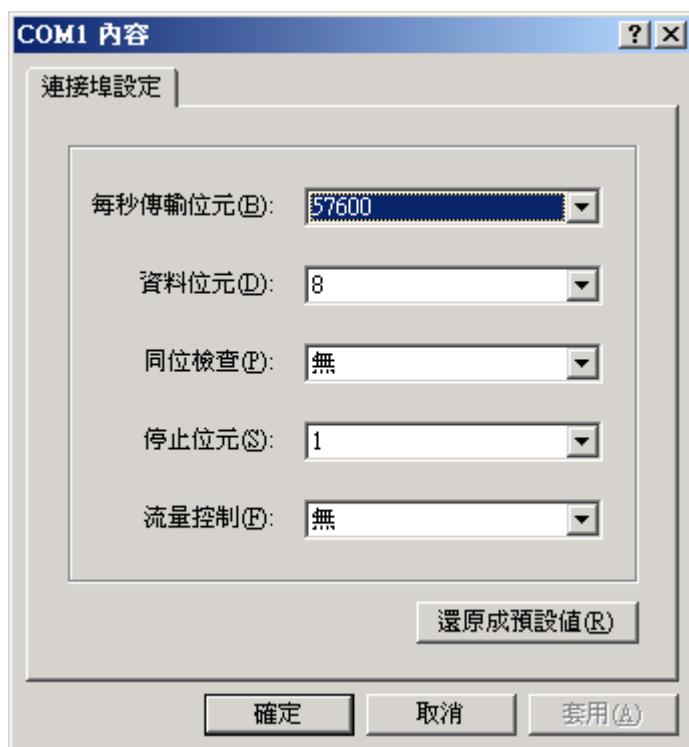 COM1 內容
連接埠設定
每秒傳輸位元(B): 57600
資料位元(D): 8
同位檢查(P): 無
停止位元(S): 1
流量控制(F): 無
還原成預設值(R)
確定 取消 套用(A)